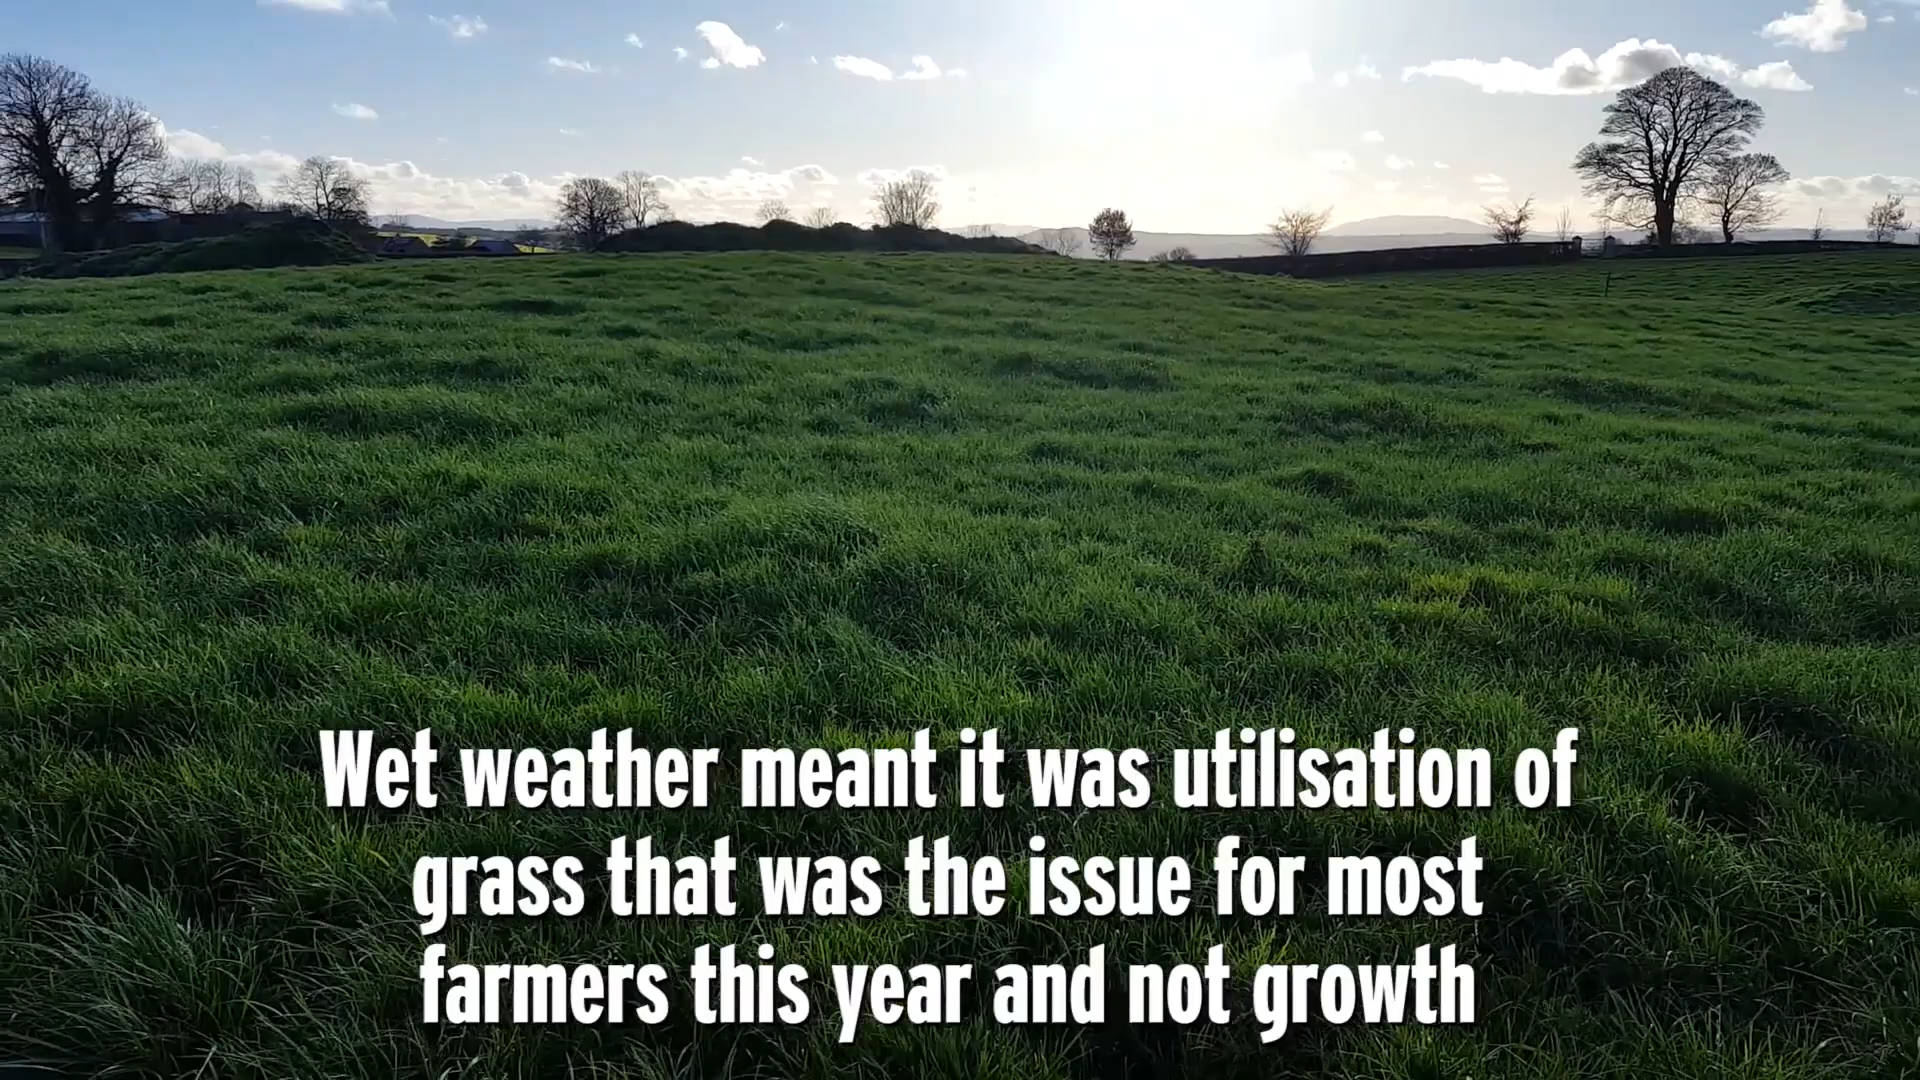 Wet weather meant it was utilisation of
grass that was the issue for most
farmers this year and not growth